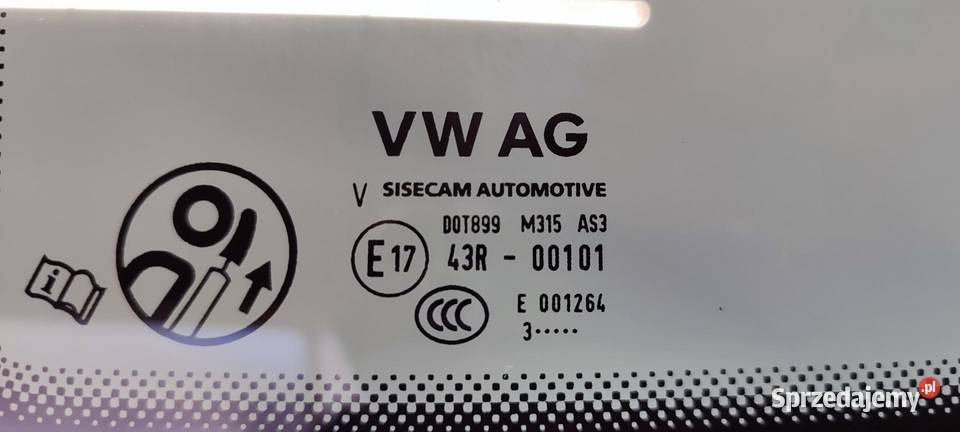 VW AG
V SISECAM AUTOMOTIVE
DOT899 M315 AS3
E17 43R - 00101
CCC E 001264
3·····
i
Sprzedajemy.pl